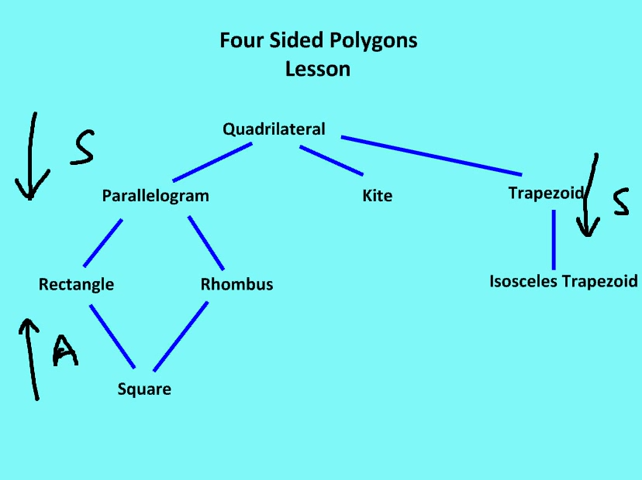 Four Sided Polygons
Lesson
Quadrilateral
S
Parallelogram
Kite
Trapezoid
S
Rectangle
Rhombus
Isosceles Trapezoid
A
Square